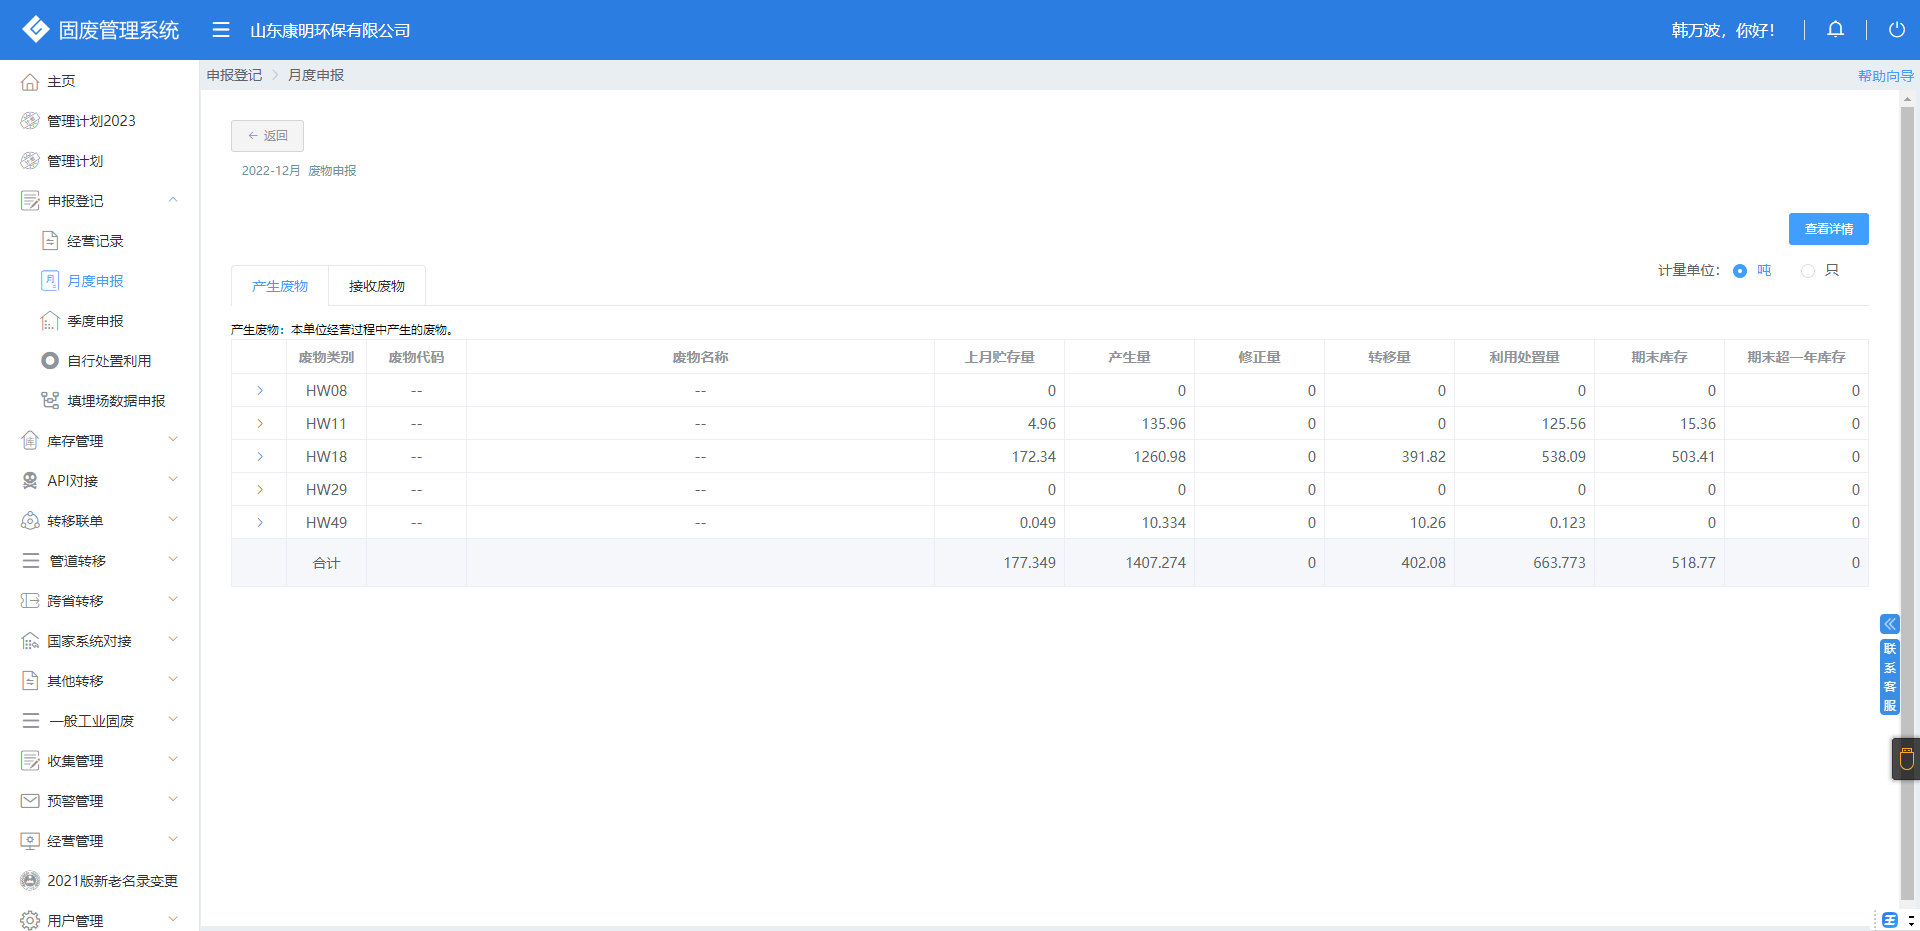 固废管理系统 山东康明环保有限公司 韩万波，你好！
主页
管理计划2023
管理计划
申报登记
经营记录
月度申报
季度申报
自行处置利用
填埋场数据申报
库存管理
API对接
转移联单
管道转移
跨省转移
国家系统对接
其他转移
一般工业固废
收集管理
预警管理
经营管理
2021版新老名录变更
用户管理
申报登记 > 月度申报 帮助向导
← 返回
2022-12月 废物申报
查看详情
计量单位： 吨 只
产生废物 接收废物
产生废物：本单位经营过程中产生的废物。
废物类别 废物代码 废物名称 上月贮存量 产生量 修正量 转移量 利用处置量 期末库存 期末超一年库存
HW08 -- -- 0 0 0 0 0 0 0
HW11 -- -- 4.96 135.96 0 0 125.56 15.36 0
HW18 -- -- 172.34 1260.98 0 391.82 538.09 503.41 0
HW29 -- -- 0 0 0 0 0 0 0
HW49 -- -- 0.049 10.334 0 10.26 0.123 0 0
合计 177.349 1407.274 0 402.08 663.773 518.77 0
联系客服